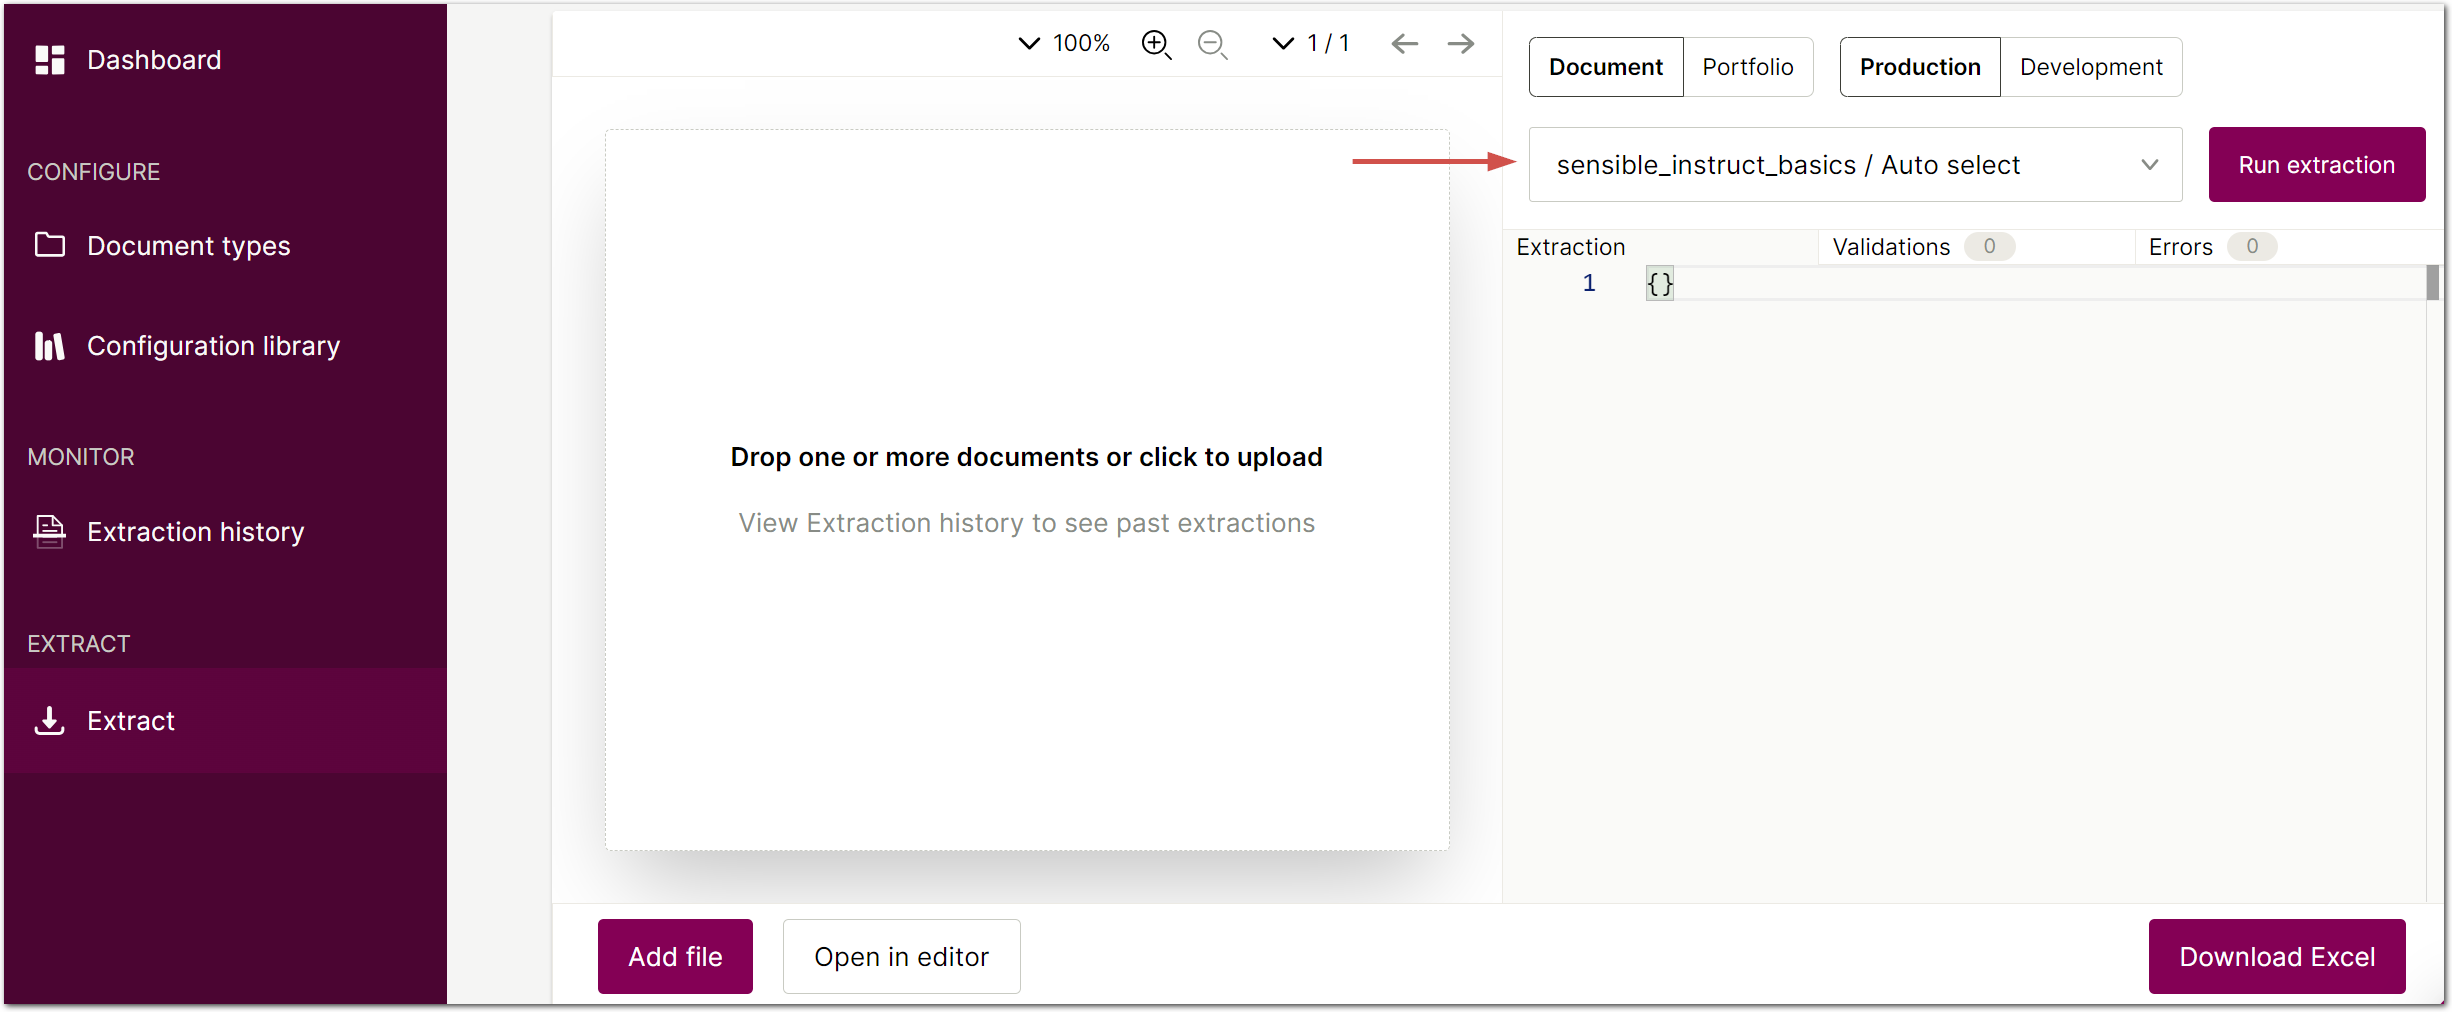 Dashboard
CONFIGURE
Document types
Configuration library
MONITOR
Extraction history
EXTRACT
Extract
100%
1 / 1
Drop one or more documents or click to upload
View Extraction history to see past extractions
Add file
Open in editor
Document
Portfolio
Production
Development
sensible_instruct_basics / Auto select
Run extraction
Extraction
Validations 0
Errors 0
1 {}
Download Excel